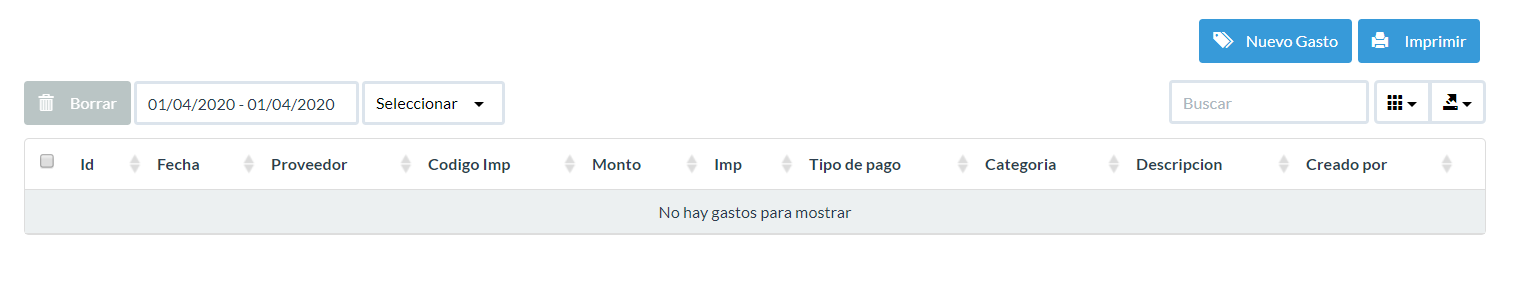 Nuevo Gasto Imprimir
Borrar 01/04/2020 - 01/04/2020 Seleccionar Buscar
Id Fecha Proveedor Codigo Imp Monto Imp Tipo de pago Categoria Descripcion Creado por
No hay gastos para mostrar